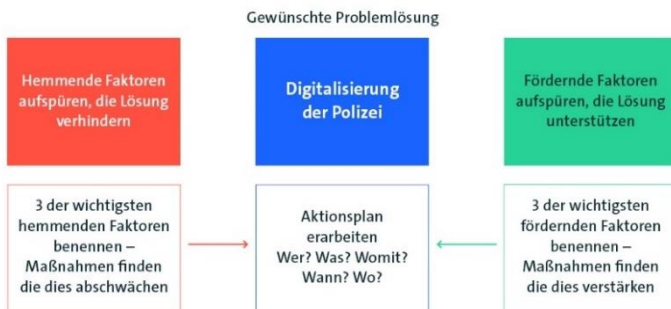 Gewünschte Problemlösung
Hemmende Faktoren
aufspüren, die Lösung
verhindern
Digitalisierung
der Polizei
Fördernde Faktoren
aufspüren, die Lösung
unterstützen
3 der wichtigsten
hemmenden Faktoren
benennen –
Maßnahmen finden
die dies abschwächen
Aktionsplan
erarbeiten
Wer? Was? Womit?
Wann? Wo?
3 der wichtigsten
fördernden Faktoren
benennen –
Maßnahmen finden
die dies verstärken